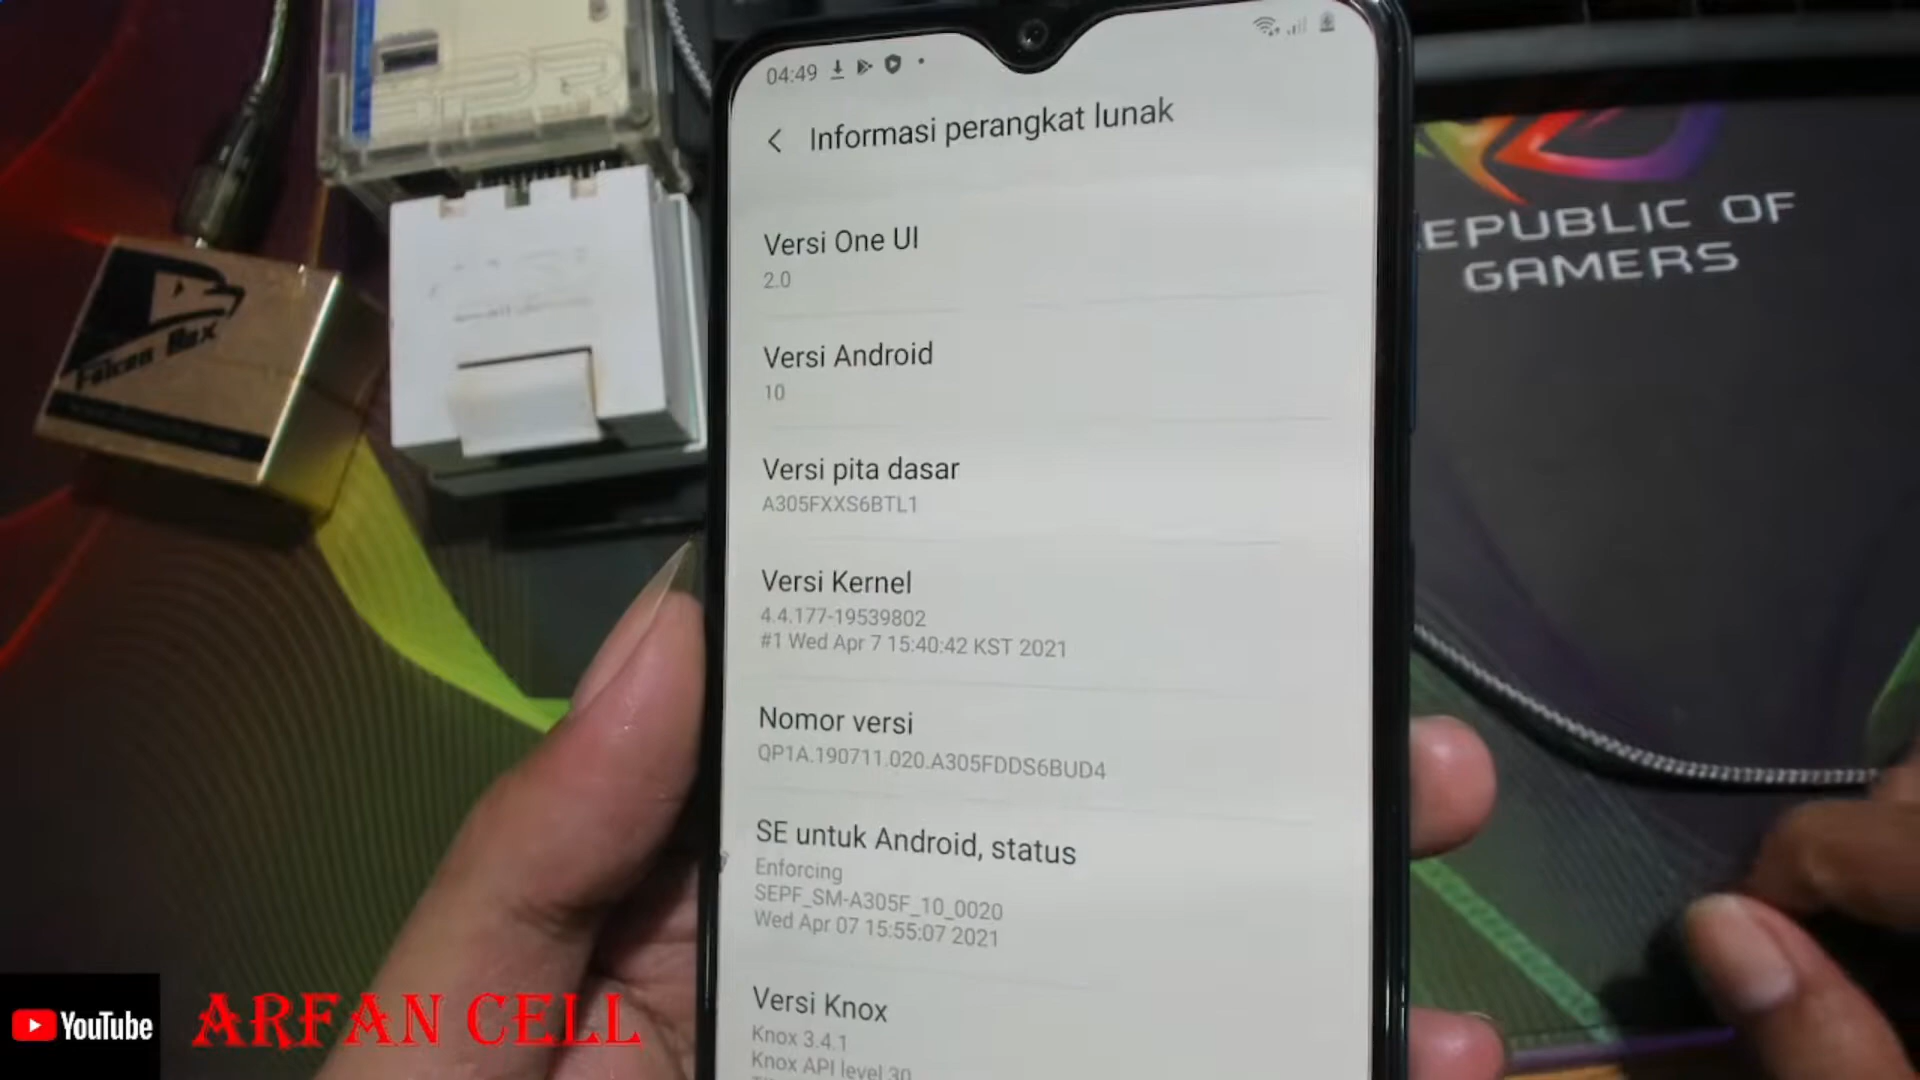 04:49
Informasi perangkat lunak
Versi One UI
2.0
Versi Android
10
Versi pita dasar
A305FXXS6BTL1
Versi Kernel
4.4.177-19539802
#1 Wed Apr 7 15:40:42 KST 2021
Nomor versi
QP1A.190711.020.A305FDDS6BUD4
SE untuk Android, status
Enforcing
SEPF_SM-A305F_10_0020
Wed Apr 07 15:55:07 2021
Versi Knox
Knox 3.4.1
Knox API level 30
Falcon Box
EPUBLIC OF
GAMERS
YouTube
ARFAN CELL